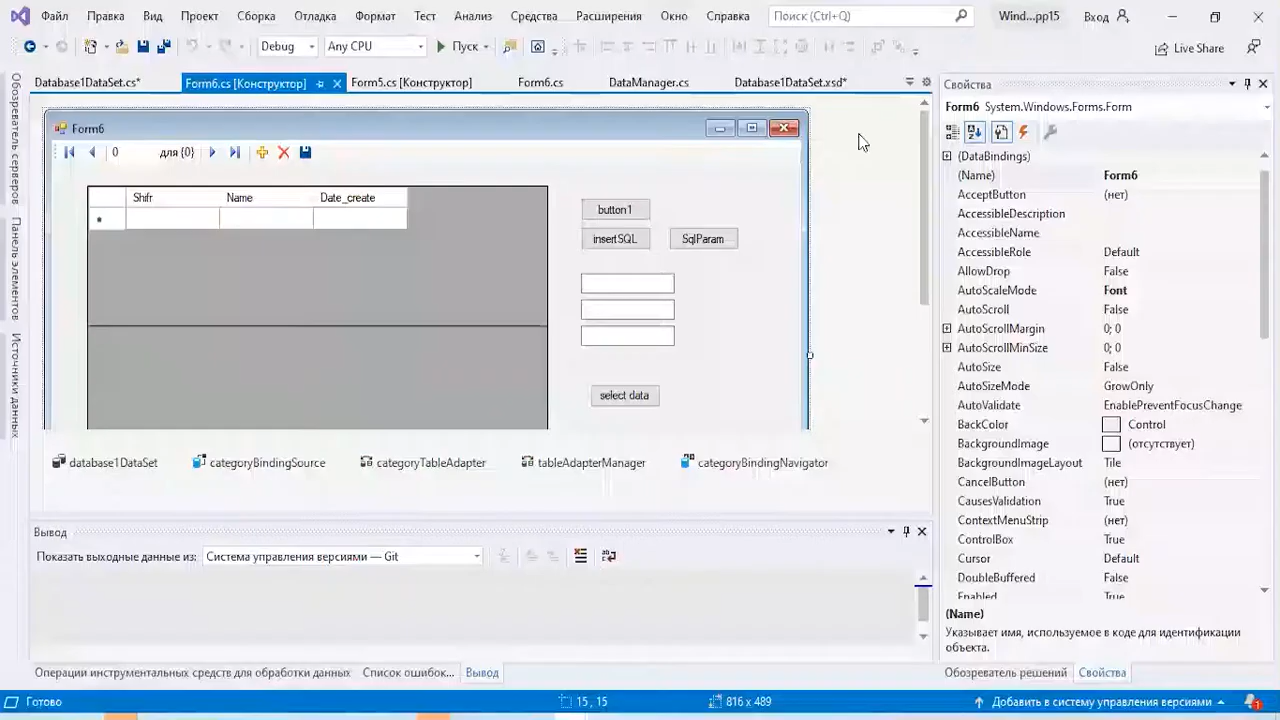 Файл Правка Вид Проект Сборка Отладка Формат Тест Анализ Средства Расширения Окно Справка Поиск (Ctrl+Q) Wind...pp15 Вход
Debug Any CPU Пуск Live Share
Database1DataSet.cs* Form6.cs [Конструктор] Form5.cs [Конструктор] Form6.cs DataManager.cs Database1DataSet.xsd*
Обозреватель серверов
Панель элементов
Источники данных
Form6
0 для {0}
Shifr Name Date_create
button1
insertSQL SqlParam
select data
database1DataSet categoryBindingSource categoryTableAdapter tableAdapterManager categoryBindingNavigator
Вывод
Показать выходные данные из: Система управления версиями — Git
Операции инструментальных средств для обработки данных Список ошибок... Вывод
Свойства
Form6 System.Windows.Forms.Form
(DataBindings)
(Name) Form6
AcceptButton (нет)
AccessibleDescription
AccessibleName
AccessibleRole Default
AllowDrop False
AutoScaleMode Font
AutoScroll False
AutoScrollMargin 0; 0
AutoScrollMinSize 0; 0
AutoSize False
AutoSizeMode GrowOnly
AutoValidate EnablePreventFocusChange
BackColor Control
BackgroundImage (отсутствует)
BackgroundImageLayout Tile
CancelButton (нет)
CausesValidation True
ContextMenuStrip (нет)
ControlBox True
Cursor Default
DoubleBuffered False
Enabled True
(Name)
Указывает имя, используемое в коде для идентификации
объекта.
Обозреватель решений Свойства
Готово 15 , 15 816 x 489 Добавить в систему управления версиями 1